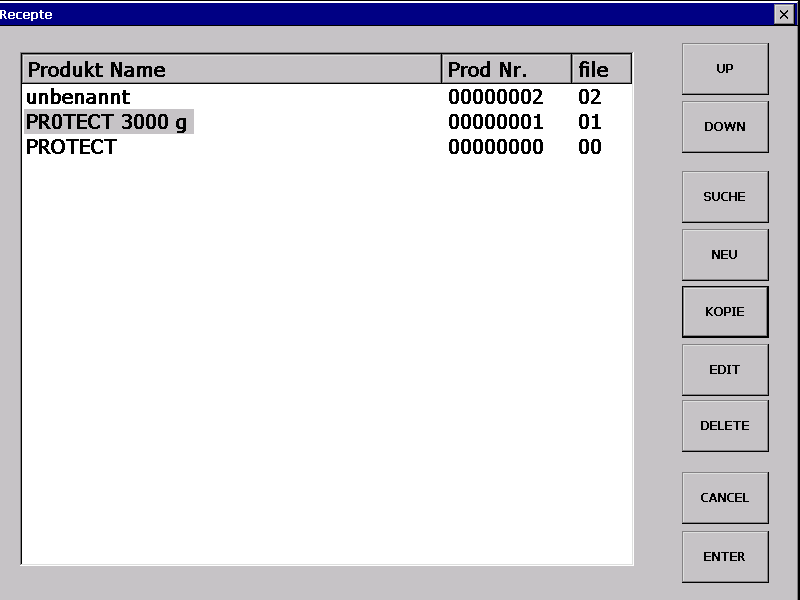 Recepte
Produkt Name Prod Nr. file
unbenannt 00000002 02
PR0TECT 3000 g 00000001 01
PROTECT 00000000 00
UP
DOWN
SUCHE
NEU
KOPIE
EDIT
DELETE
CANCEL
ENTER